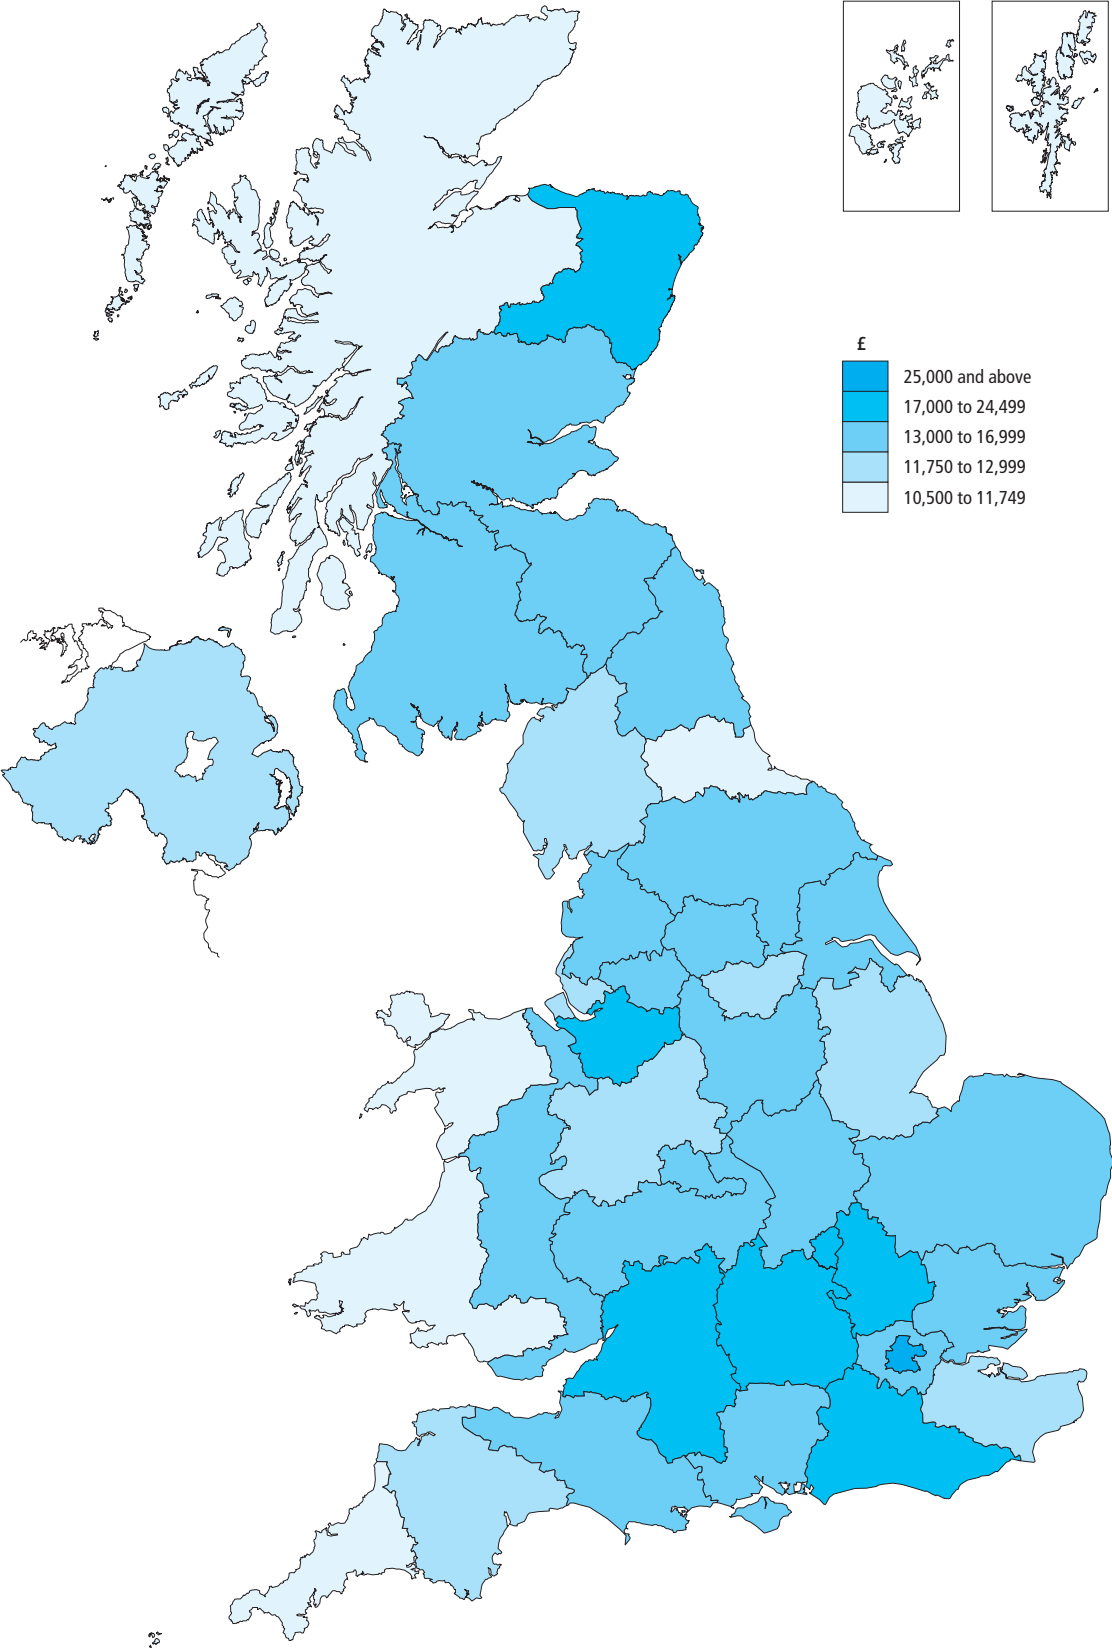 £
25,000 and above
17,000 to 24,499
13,000 to 16,999
11,750 to 12,999
10,500 to 11,749